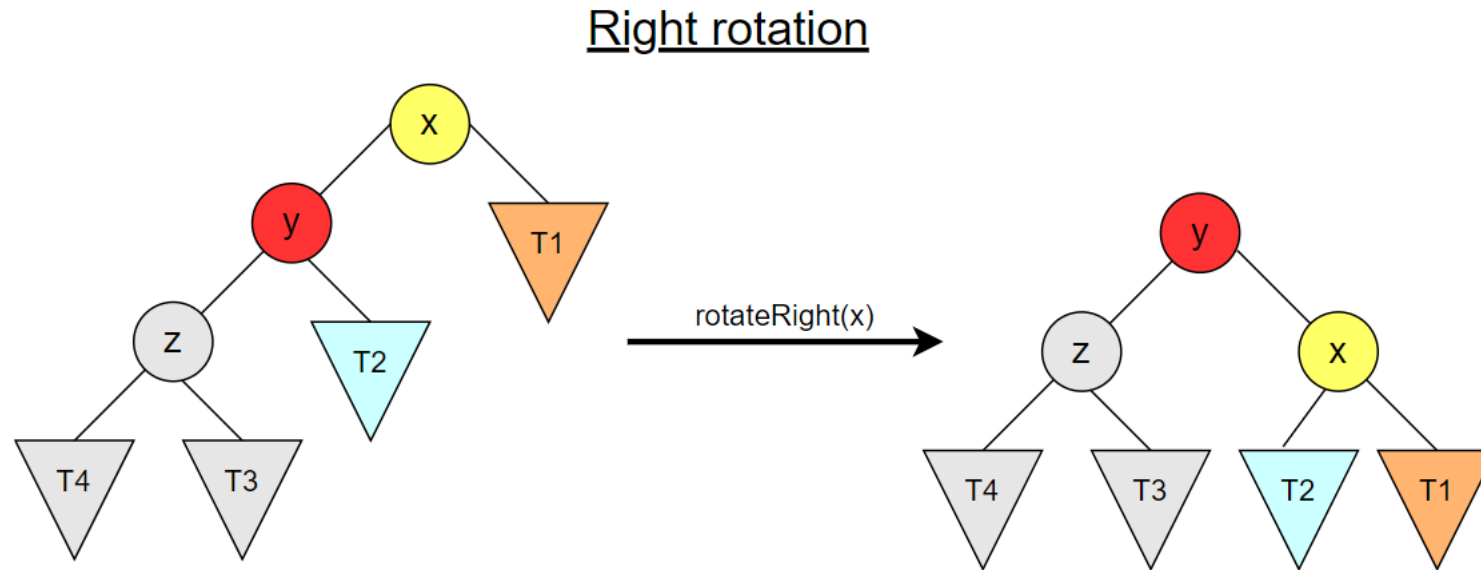 Right rotation
x
y
T1
z
T2
T4
T3
rotateRight(x)
y
z
x
T4
T3
T2
T1